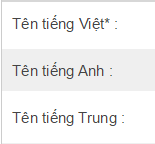 Tên tiếng Việt* :
Tên tiếng Anh :
Tên tiếng Trung :